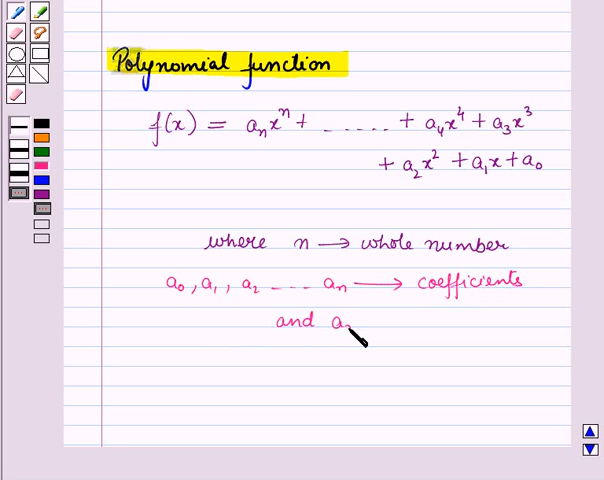 Polynomial function
f(x) = aₙxⁿ + ...... + a₄x⁴ + a₃x³
+ a₂x² + a₁x + a₀
where n → whole number
a₀, a₁, a₂ ---- aₙ → coefficients
and a